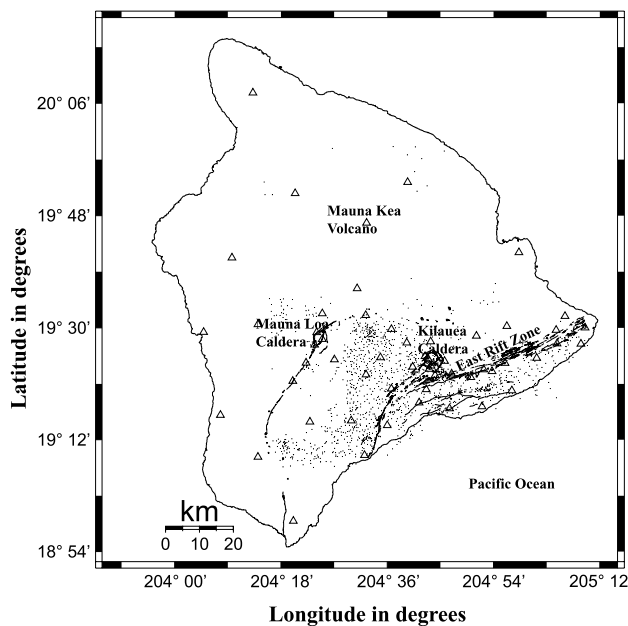 20° 06'
19° 48'
19° 30'
19° 12'
18° 54'
Latitude in degrees
Mauna Kea
Volcano
Mauna Loa
Caldera
Kilauea
Caldera
East Rift Zone
Pacific Ocean
km
0 10 20
204° 00' 204° 18' 204° 36' 204° 54' 205° 12'
Longitude in degrees